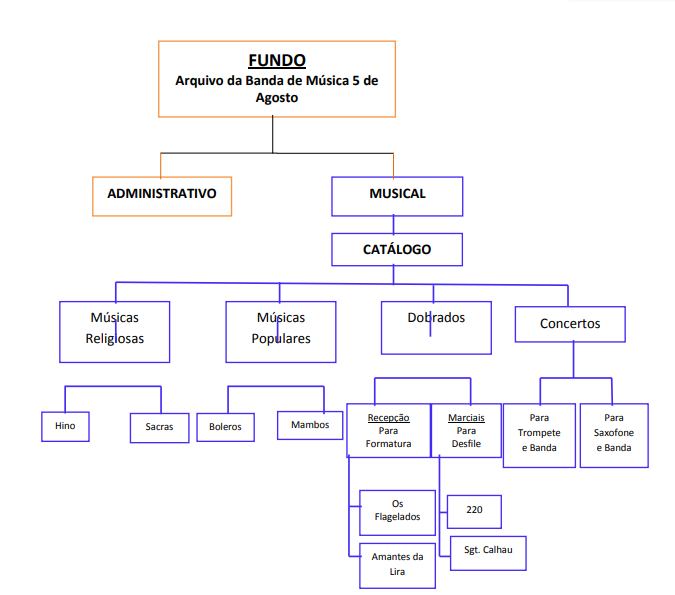 FUNDO
Arquivo da Banda de Música 5 de
Agosto
ADMINISTRATIVO
MUSICAL
CATÁLOGO
Músicas
Religiosas
Músicas
Populares
Dobrados
Concertos
Hino
Sacras
Boleros
Mambos
Recepção
Para
Formatura
Marciais
Para
Desfile
Para
Trompete
e Banda
Para
Saxofone
e Banda
Os
Flagelados
220
Amantes da
Lira
Sgt. Calhau